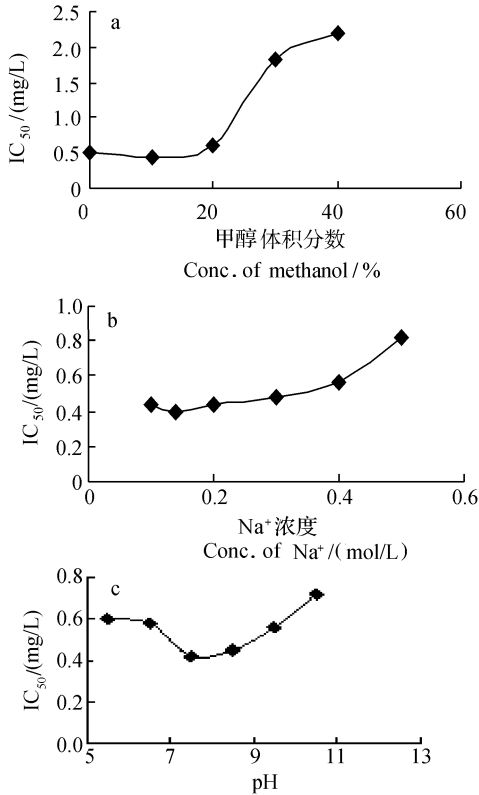 a
2.5
2.0
1.5
1.0
0.5
0
IC50/(mg/L)
0 20 40 60
甲醇体积分数
Conc. of methanol/%
b
1.0
0.8
0.6
0.4
0.2
0
IC50/(mg/L)
0 0.2 0.4 0.6
Na+浓度
Conc. of Na+/(mol/L)
c
0.8
0.6
0.4
0.2
0.0
IC50/(mg/L)
5 7 9 11 13
pH